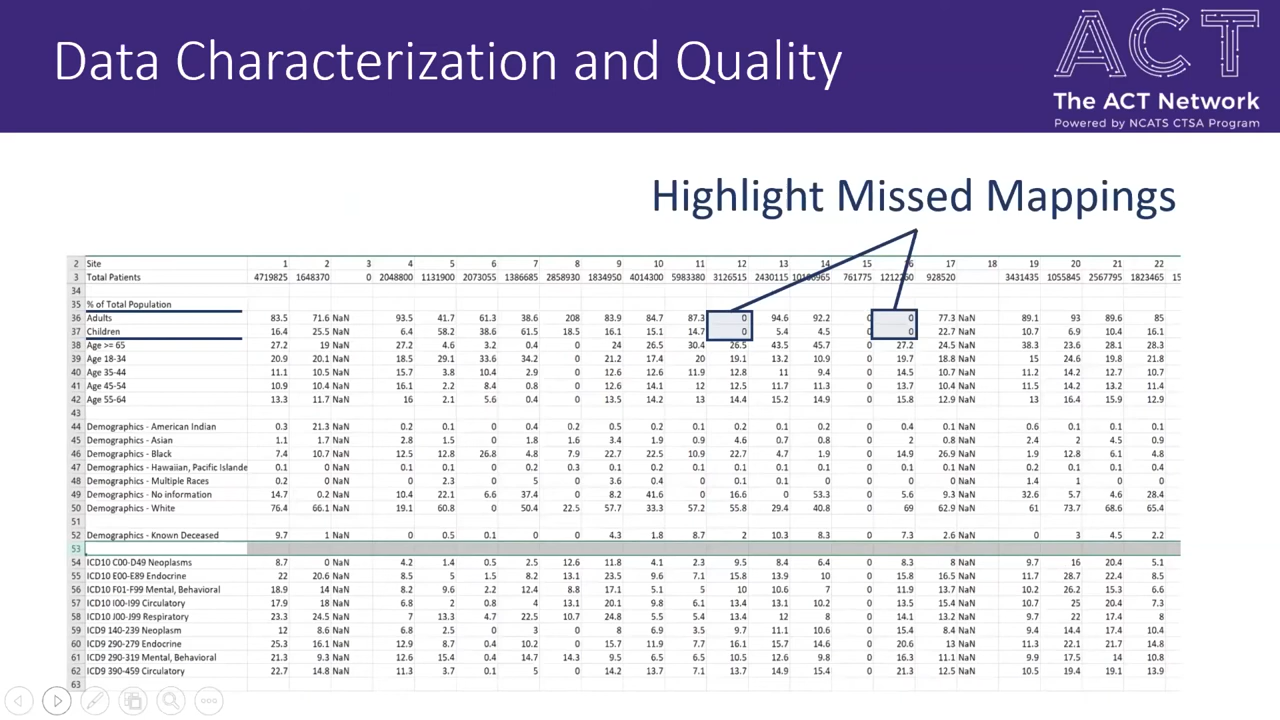 Data Characterization and Quality
ACT
The ACT Network
Powered by NCATS CTSA Program
Highlight Missed Mappings
2 Site 1 2 3 4 5 6 7 8 9 10 11 12 13 14 15 16 17 18 19 20 21 22
3 Total Patients 4719825 1648370 0 2048800 1131900 2073055 1386685 2858930 1834950 4014300 5983380 3126515 2430115 761775 928520 3431435 1055845 2567795 1823465 15
34
35 % of Total Population
36 Adults 83.5 71.6 NaN 93.5 41.7 61.3 38.6 208 83.9 84.7 87.3 0 94.6 92.2 0 0 77.3 NaN 89.1 93 89.6 85
37 Children 16.4 25.5 NaN 6.4 58.2 38.6 61.5 18.5 16.1 15.1 14.7 0 5.4 4.5 0 0 22.7 NaN 10.7 6.9 10.4 16.1
38 Age >= 65 27.2 19 NaN 27.2 4.6 3.2 0.4 0 24 26.5 30.4 26.5 43.5 45.7 0 27.2 24.5 NaN 38.3 23.6 28.1 28.3
39 Age 18-34 20.9 20.1 NaN 18.5 29.1 33.6 34.2 0 21.2 17.4 20 19.1 13.2 10.9 0 19.7 18.8 NaN 15 24.6 19.8 21.8
40 Age 35-44 11.1 10.5 NaN 15.7 3.8 10.4 2.9 0 12.6 12.6 11.9 12.8 11 9.4 0 14.5 10.7 NaN 11.2 14.2 12.7 10.7
41 Age 45-54 10.9 10.4 NaN 16.1 2.2 8.4 0.8 0 12.6 14.1 12 12.5 11.7 11.3 0 13.7 10.4 NaN 11.5 14.2 13.2 11.4
42 Age 55-64 13.3 11.7 NaN 16 2.1 5.6 0.4 0 13.5 14.2 13 14.4 15.2 14.9 0 15.8 12.9 NaN 13 16.4 15.9 12.9
43
44 Demographics - American Indian 0.3 21.3 NaN 0.2 0.1 0 0.4 0.2 0.5 0.2 0.1 0.2 0.1 0.2 0 0.4 0.1 NaN 0.6 0.1 0.1 0.1
45 Demographics - Asian 1.1 1.7 NaN 2.8 1.5 0 1.8 1.6 3.4 1.9 0.9 4.6 0.7 0.8 0 2 0.8 NaN 2.4 2 4.5 0.9
46 Demographics - Black 7.4 10.7 NaN 12.5 12.8 26.8 4.8 7.9 22.7 22.5 10.9 22.7 4.7 1.9 0 14.9 26.9 NaN 1.9 12.8 6.1 4.8
47 Demographics - Hawaiian, Pacific Islande 0.1 0 NaN 0.1 0.1 0 0.2 0.3 0.1 0.2 0.1 0.1 0.1 0.1 0 0.1 0.1 NaN 0.2 0.1 0.1 0.4
48 Demographics - Multiple Races 0.2 0 NaN 0 2.3 0 5 0 3.6 0.4 0 0.1 0.1 0 0 0 0 NaN 1.4 1 0 0
49 Demographics - No information 14.7 0.2 NaN 10.4 22.1 6.6 37.4 0 8.2 41.6 0 16.6 0 53.3 0 5.6 9.3 NaN 32.6 5.7 4.6 28.4
50 Demographics - White 76.4 66.1 NaN 19.1 60.8 0 50.4 22.5 57.7 33.3 57.2 55.8 29.4 40.8 0 69 62.9 NaN 61 73.7 68.6 65.4
51
52 Demographics - Known Deceased 9.7 1 NaN 0 0.5 0.1 0 0 4.3 1.8 8.7 2 10.3 8.3 0 7.3 2.6 NaN 0 3 4.5 2.2
53
54 ICD10 C00-D49 Neoplasms 8.7 0 NaN 4.2 1.4 0.5 2.5 12.6 11.8 4.1 2.3 9.5 8.4 6.4 0 8.3 8 NaN 9.7 16 20.4 5.1
55 ICD10 E00-E89 Endocrine 22 20.6 NaN 8.5 5 1.5 8.2 13.1 23.5 9.6 7.1 15.8 13.9 10 0 15.8 16.5 NaN 11.7 28.7 22.4 8.5
56 ICD10 F01-F99 Mental, Behavioral 18.9 14 NaN 8.2 9.6 2.2 12.4 8.8 17.1 5.1 5 10 10.6 7 0 11.9 13.7 NaN 10.2 26.2 15.3 6.6
57 ICD10 I00-I99 Circulatory 17.9 18 NaN 6.8 2 0.8 4 13.1 20.1 9.8 6.1 13.4 13.1 10.2 0 13.5 15.4 NaN 10.7 25 20.4 7.3
58 ICD10 J00-J99 Respiratory 23.3 24.5 NaN 7 13.3 4.7 22.5 10.7 24.8 5.5 5.4 13.4 12 8 0 14.1 13.2 NaN 9.7 22 17.4 8
59 ICD9 140-239 Neoplasm 12 8.6 NaN 6.8 2.5 0 3 0 8 6.9 3.5 9.7 11.1 10.6 0 15.4 8.4 NaN 9.4 14.4 17.4 10.4
60 ICD9 290-279 Endocrine 25.3 16.1 NaN 12.9 8.7 0.4 10.2 0 15.7 11.9 7.7 16.1 15.7 14.6 0 20.6 13 NaN 11.3 22.1 21.7 14.8
61 ICD9 290-319 Mental, Behavioral 21.3 9.3 NaN 12.6 15.4 0.4 14.7 14.3 9.5 6.5 6.5 10.5 12.6 9.8 0 16.3 11.1 NaN 9.9 17.5 14 10.8
62 ICD9 390-459 Circulatory 22.7 14.8 NaN 11.3 3.7 0.1 5 0 14.2 13.7 7.1 13.7 14.9 15.4 0 21.3 12.5 NaN 10.5 19.4 19.1 13.9
63